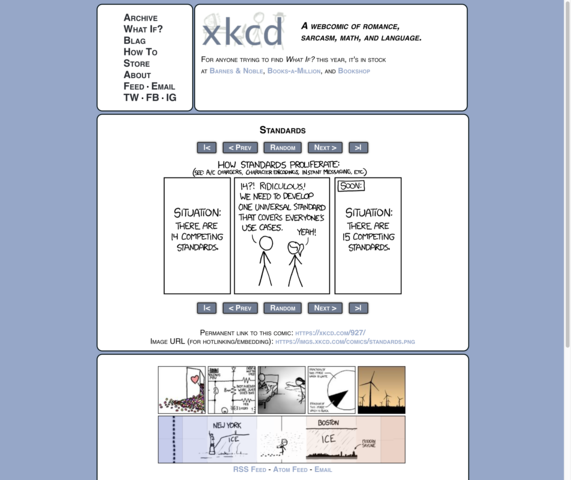 Archive
What If?
Blag
How To
Store
About
Feed · Email
TW · FB · IG
xkcd
A webcomic of romance,
sarcasm, math, and language.
For anyone trying to find What If? this year, it's in stock
at Barnes & Noble, Books-a-Million, and Bookshop
Standards
|< < Prev Random Next > >|
HOW STANDARDS PROLIFERATE:
(SEE: A/C CHARGERS, CHARACTER ENCODINGS, INSTANT MESSAGING, ETC.)
SITUATION:
THERE ARE
14 COMPETING
STANDARDS.
14?! RIDICULOUS!
WE NEED TO DEVELOP
ONE UNIVERSAL STANDARD
THAT COVERS EVERYONE'S
USE CASES.
YEAH!
SOON:
SITUATION:
THERE ARE
15 COMPETING
STANDARDS.
|< < Prev Random Next > >|
Permanent link to this comic: https://xkcd.com/927/
Image URL (for hotlinking/embedding): https://imgs.xkcd.com/comics/standards.png
NEW YORK
ICE
BOSTON
ICE
MODERN
SKYLINE
RSS Feed - Atom Feed - Email